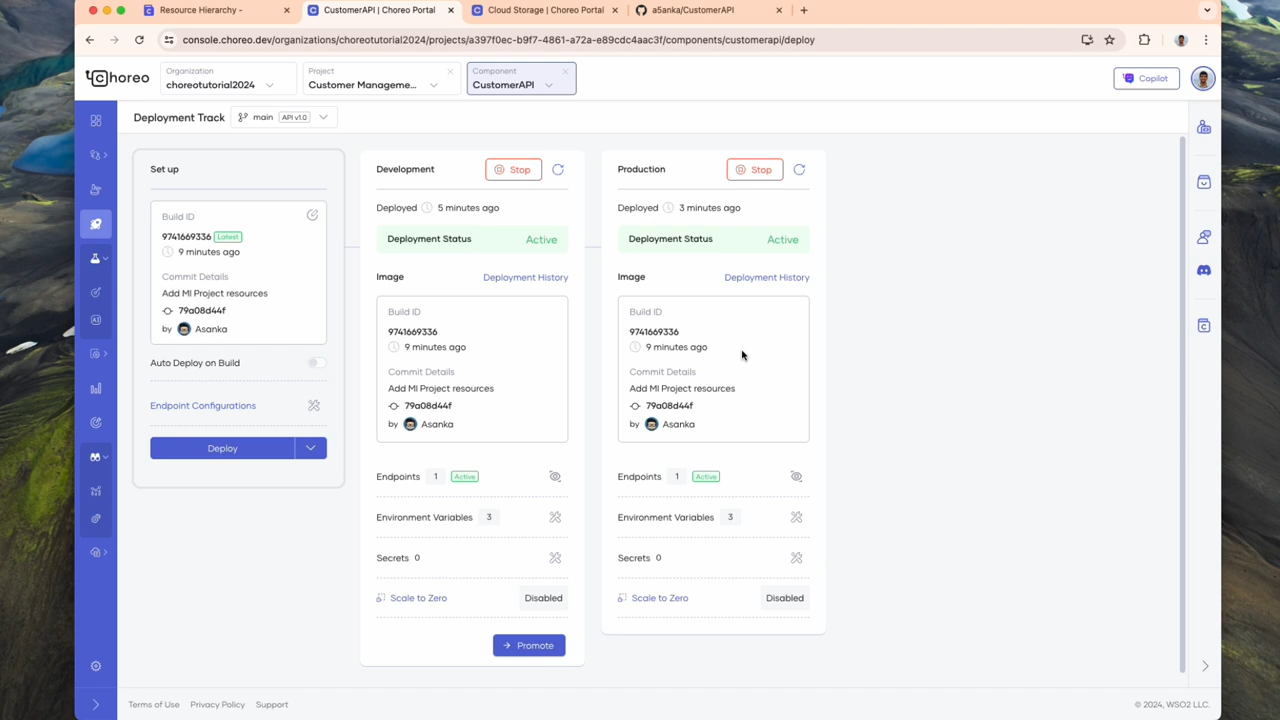 Resource Hierarchy -
CustomerAPI | Choreo Portal
Cloud Storage | Choreo Portal
a5anka/CustomerAPI
console.choreo.dev/organizations/choreotutorial2024/projects/a397f0ec-b9f7-4861-a72a-e89cdc4aac3f/components/customerapi/deploy
Choreo
Organization
choreotutorial2024
Project
Customer Manageme...
Component
CustomerAPI
Copilot
Deployment Track
main
API v1.0
Set up
Build ID
9741669336 Latest
9 minutes ago
Commit Details
Add MI Project resources
79a08d44f
by Asanka
Auto Deploy on Build
Endpoint Configurations
Deploy
Development
Stop
Deployed 5 minutes ago
Deployment Status Active
Image Deployment History
Build ID
9741669336
9 minutes ago
Commit Details
Add MI Project resources
79a08d44f
by Asanka
Endpoints 1 Active
Environment Variables 3
Secrets 0
Scale to Zero Disabled
Promote
Production
Stop
Deployed 3 minutes ago
Deployment Status Active
Image Deployment History
Build ID
9741669336
9 minutes ago
Commit Details
Add MI Project resources
79a08d44f
by Asanka
Endpoints 1 Active
Environment Variables 3
Secrets 0
Scale to Zero Disabled
Terms of Use Privacy Policy Support
© 2024, WSO2 LLC.